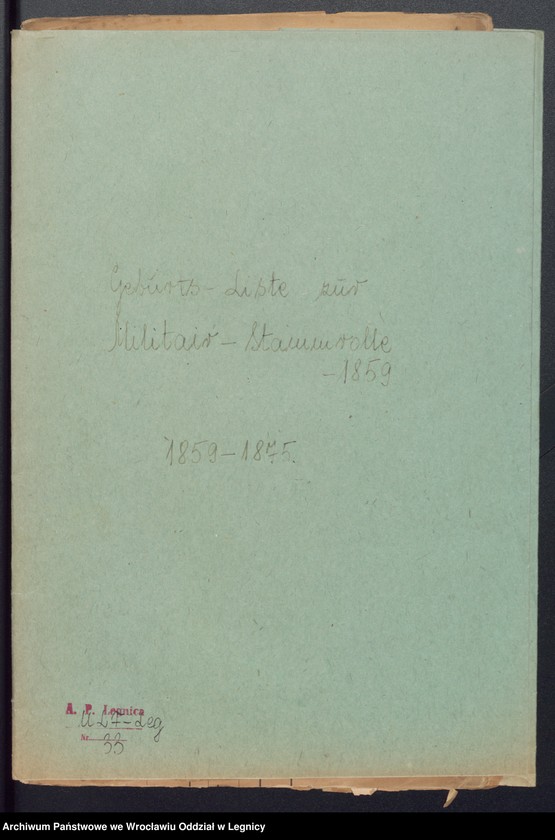 Geburts-Liste zur
Militair-Stammrolle
-1859
1859-1875.
A. P. Legnica
Nr. 33
Archiwum Państwowe we Wrocławiu Oddział w Legnicy